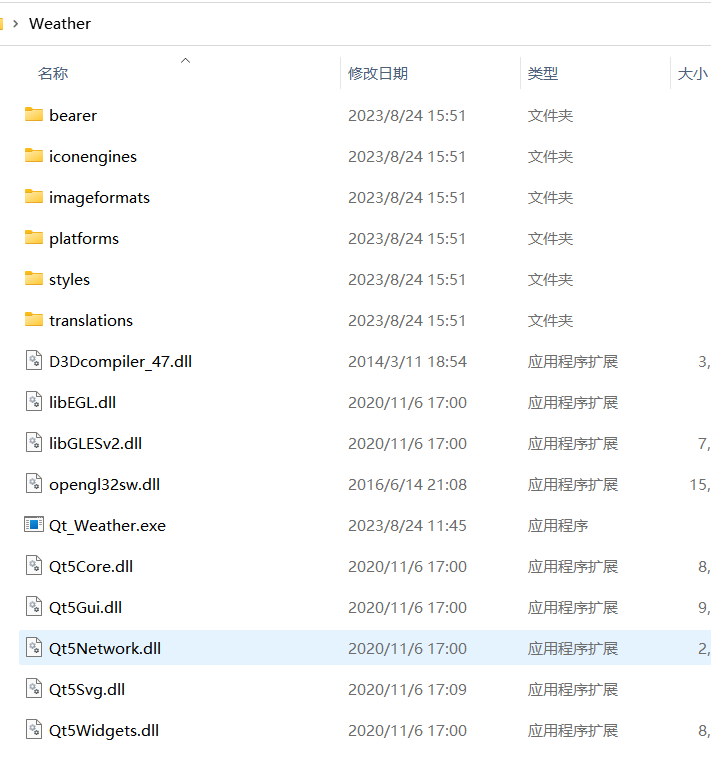 Weather
名称 修改日期 类型 大小
bearer 2023/8/24 15:51 文件夹
iconengines 2023/8/24 15:51 文件夹
imageformats 2023/8/24 15:51 文件夹
platforms 2023/8/24 15:51 文件夹
styles 2023/8/24 15:51 文件夹
translations 2023/8/24 15:51 文件夹
D3Dcompiler_47.dll 2014/3/11 18:54 应用程序扩展 3,
libEGL.dll 2020/11/6 17:00 应用程序扩展
libGLESv2.dll 2020/11/6 17:00 应用程序扩展 7,
opengl32sw.dll 2016/6/14 21:08 应用程序扩展 15,
Qt_Weather.exe 2023/8/24 11:45 应用程序
Qt5Core.dll 2020/11/6 17:00 应用程序扩展 8,
Qt5Gui.dll 2020/11/6 17:00 应用程序扩展 9,
Qt5Network.dll 2020/11/6 17:00 应用程序扩展 2,
Qt5Svg.dll 2020/11/6 17:09 应用程序扩展
Qt5Widgets.dll 2020/11/6 17:00 应用程序扩展 8,